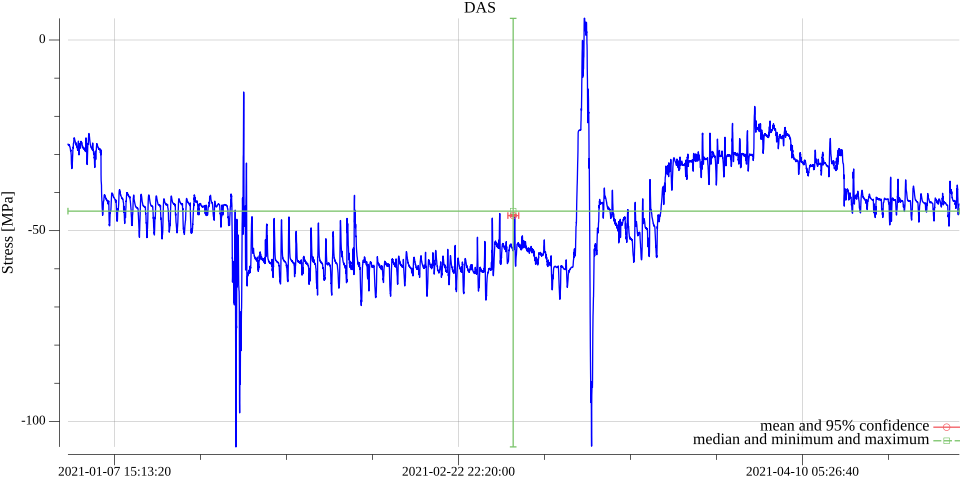 DAS
0
-50
-100
Stress [MPa]
mean and 95% confidence
median and minimum and maximum
2021-01-07 15:13:20
2021-02-22 22:20:00
2021-04-10 05:26:40